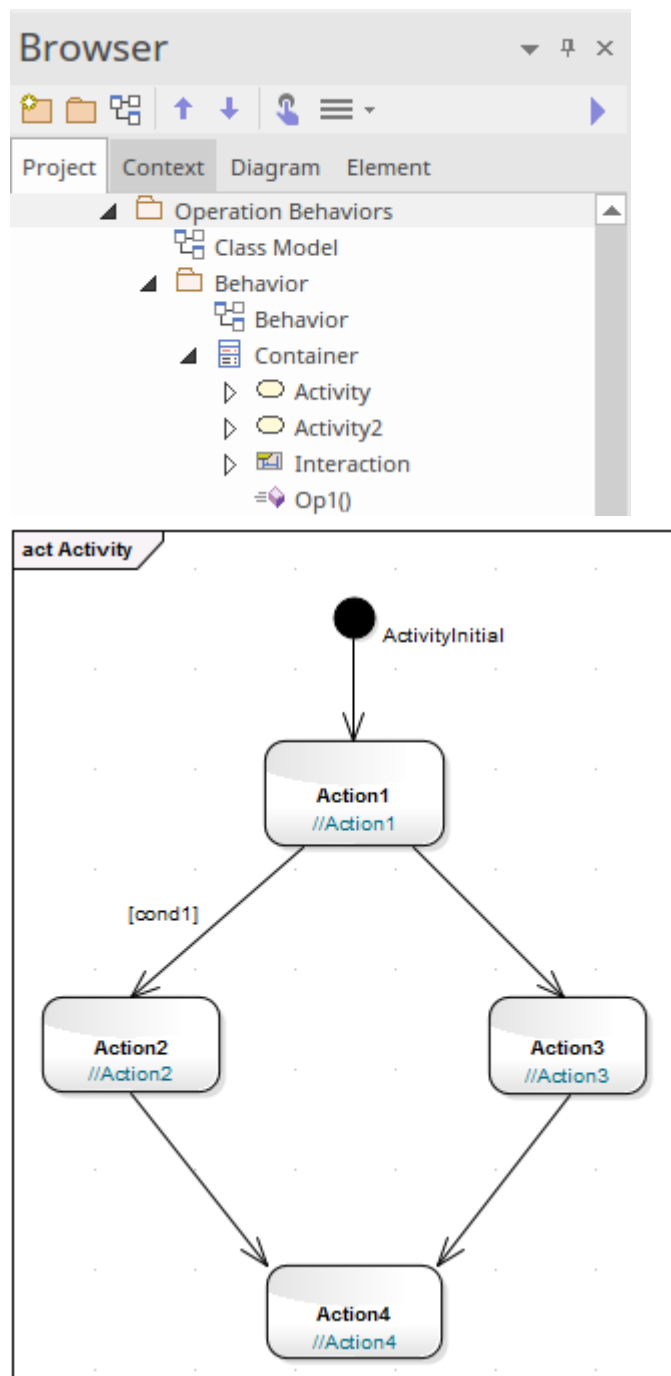 Browser
Project Context Diagram Element
Operation Behaviors
Class Model
Behavior
Behavior
Container
Activity
Activity2
Interaction
Op1()
act Activity
ActivityInitial
Action1
//Action1
[cond1]
Action2
//Action2
Action3
//Action3
Action4
//Action4